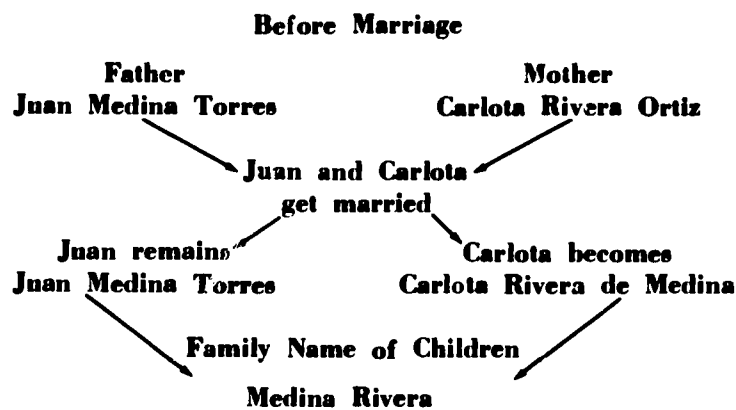 Before Marriage
Father
Mother
Juan Medina Torres
Carlota Rivera Ortiz
Juan and Carlota
get married
Juan remains
Carlota becomes
Juan Medina Torres
Carlota Rivera de Medina
Family Name of Children
Medina Rivera